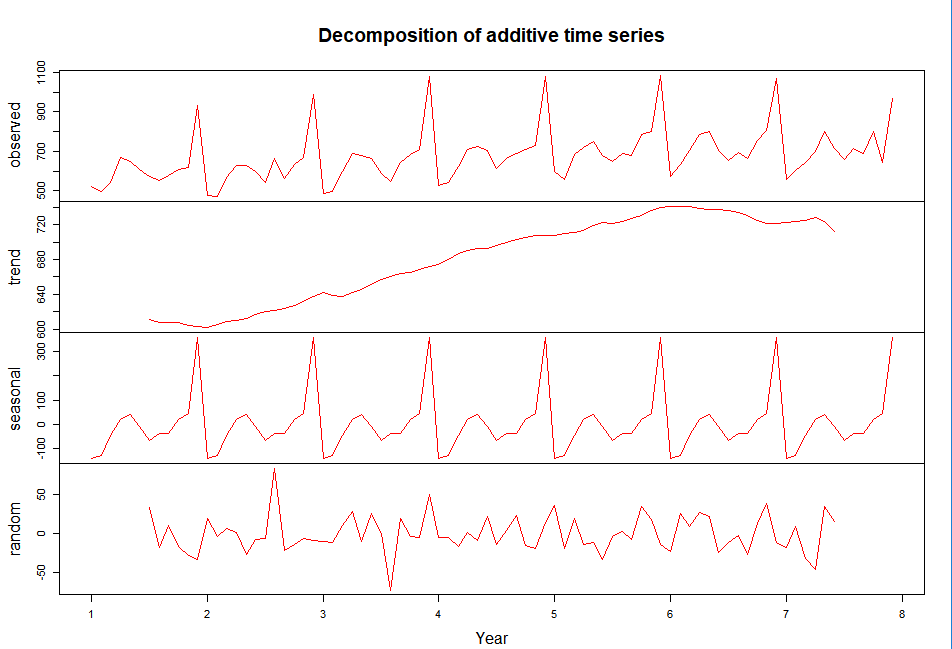 Decomposition of additive time series
observed
500 700 900 1100
trend
600 640 680 720
seasonal
-100 0 100 300
random
-50 0 50
1 2 3 4 5 6 7 8
Year